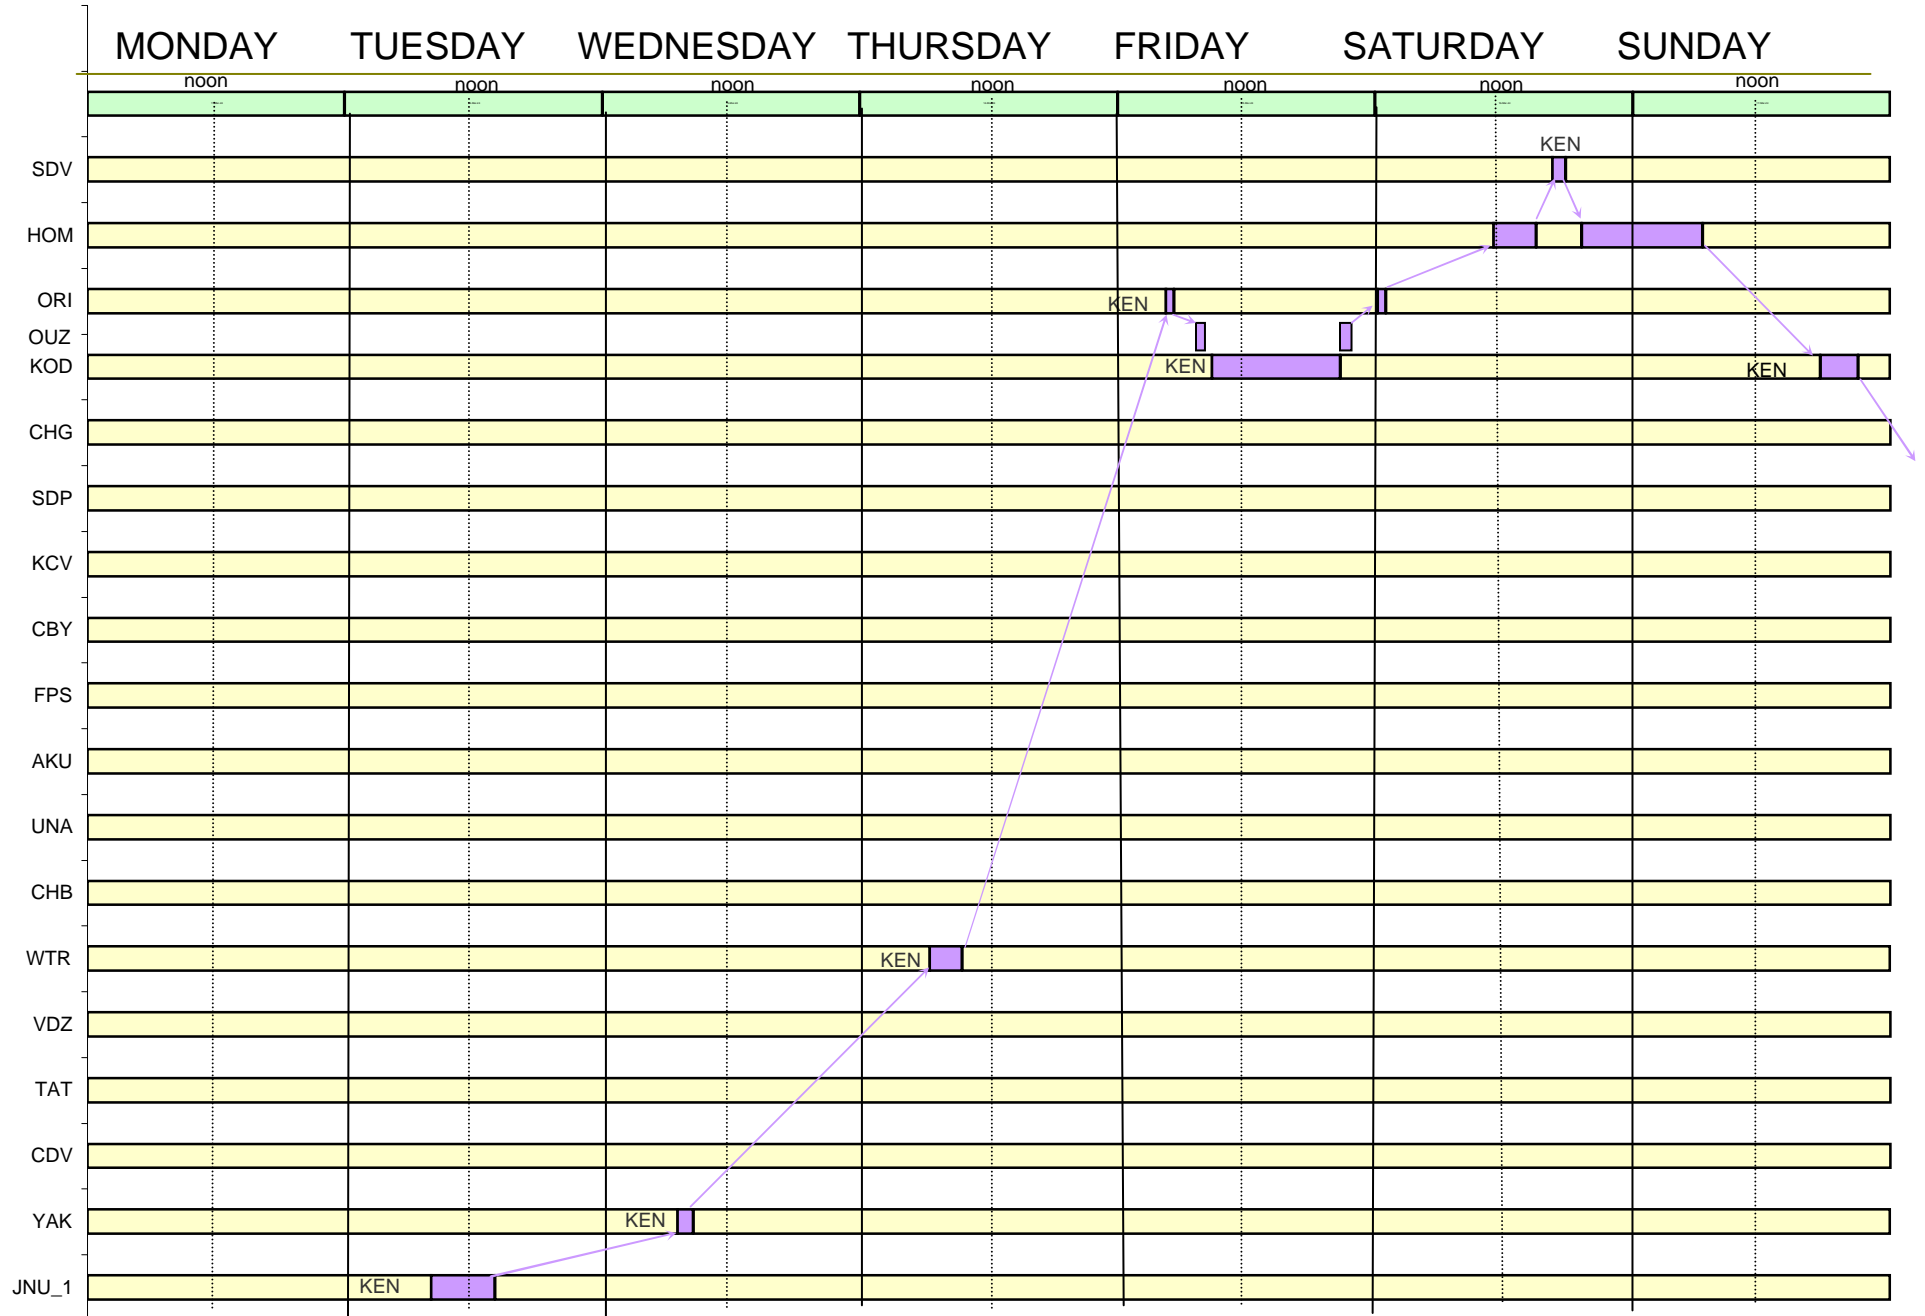 MONDAY TUESDAY WEDNESDAY THURSDAY FRIDAY SATURDAY SUNDAY
noon noon noon noon noon noon noon
KEN
SDV
HOM
ORI KEN
OUZ
KOD KEN KEN
CHG
SDP
KCV
CBY
FPS
AKU
UNA
CHB
WTR KEN
VDZ
TAT
CDV
YAK KEN
JNU_1 KEN